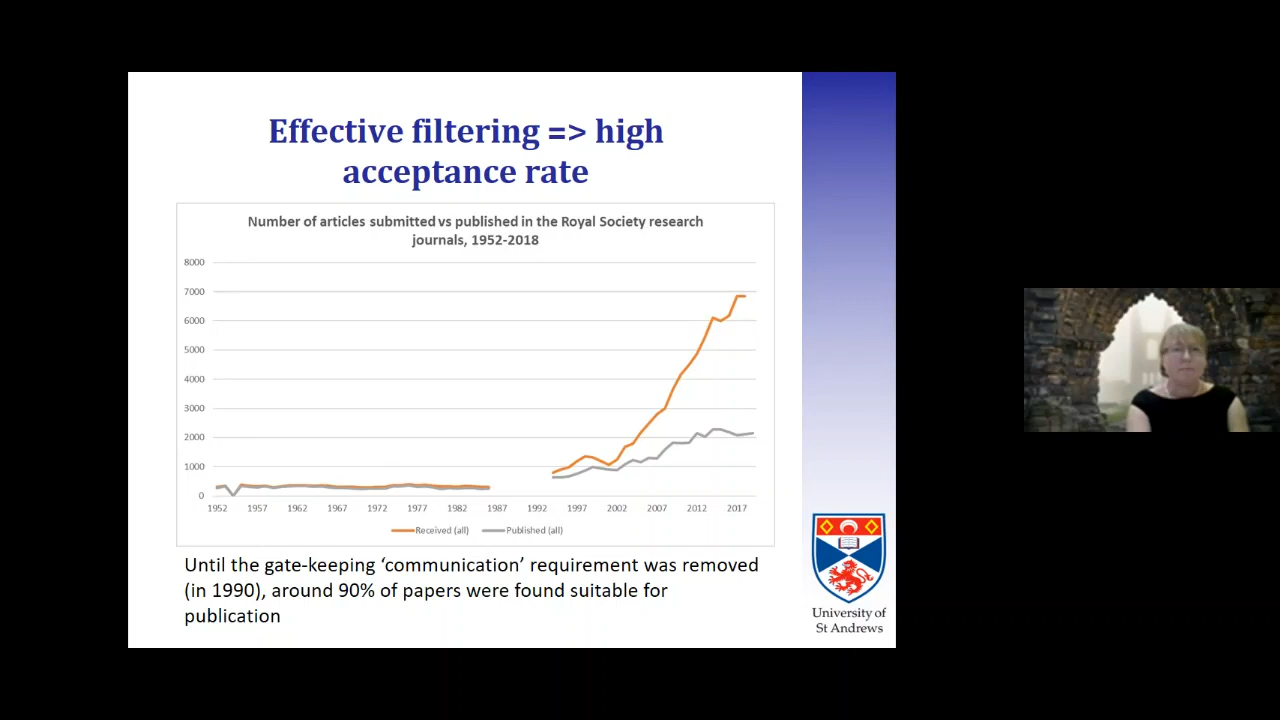 Effective filtering => high
acceptance rate
Number of articles submitted vs published in the Royal Society research
journals, 1952-2018
8000
7000
6000
5000
4000
3000
2000
1000
0
1952 1957 1962 1967 1972 1977 1982 1987 1992 1997 2002 2007 2012 2017
Received (all) Published (all)
Until the gate-keeping ‘communication’ requirement was removed
(in 1990), around 90% of papers were found suitable for
publication
University of
St Andrews